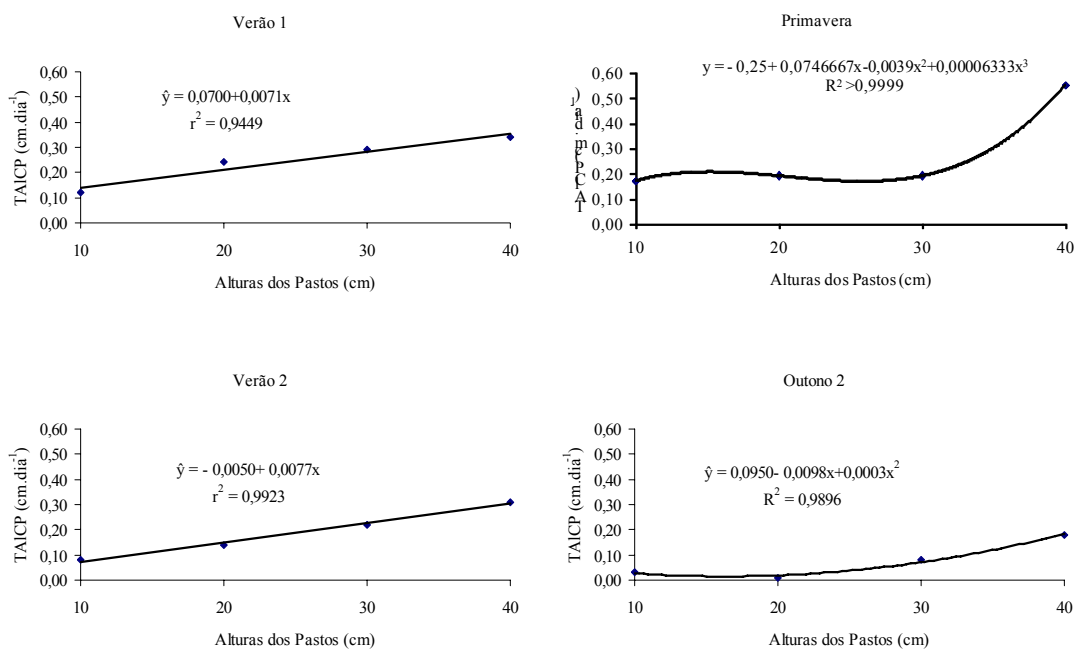 Verão 1
TAlCP (cm.dia⁻¹)
0,60
0,50
0,40
0,30
0,20
0,10
0,00
ŷ = 0,0700+0,0071x
r² = 0,9449
10 20 30 40
Alturas dos Pastos (cm)
Primavera
0,60
0,50
0,40
0,30
0,20
0,10
0,00
y = - 0,25+ 0,0746667x-0,0039x²+0,00006333x³
R² >0,9999
10 20 30 40
Alturas dos Pastos (cm)
Verão 2
TAlCP (cm.dia⁻¹)
0,60
0,50
0,40
0,30
0,20
0,10
0,00
ŷ = - 0,0050+ 0,0077x
r² = 0,9923
10 20 30 40
Alturas dos Pastos (cm)
Outono 2
TAlCP (cm.dia⁻¹)
0,60
0,50
0,40
0,30
0,20
0,10
0,00
ŷ = 0,0950- 0,0098x+0,0003x²
R² = 0,9896
10 20 30 40
Alturas dos Pastos (cm)